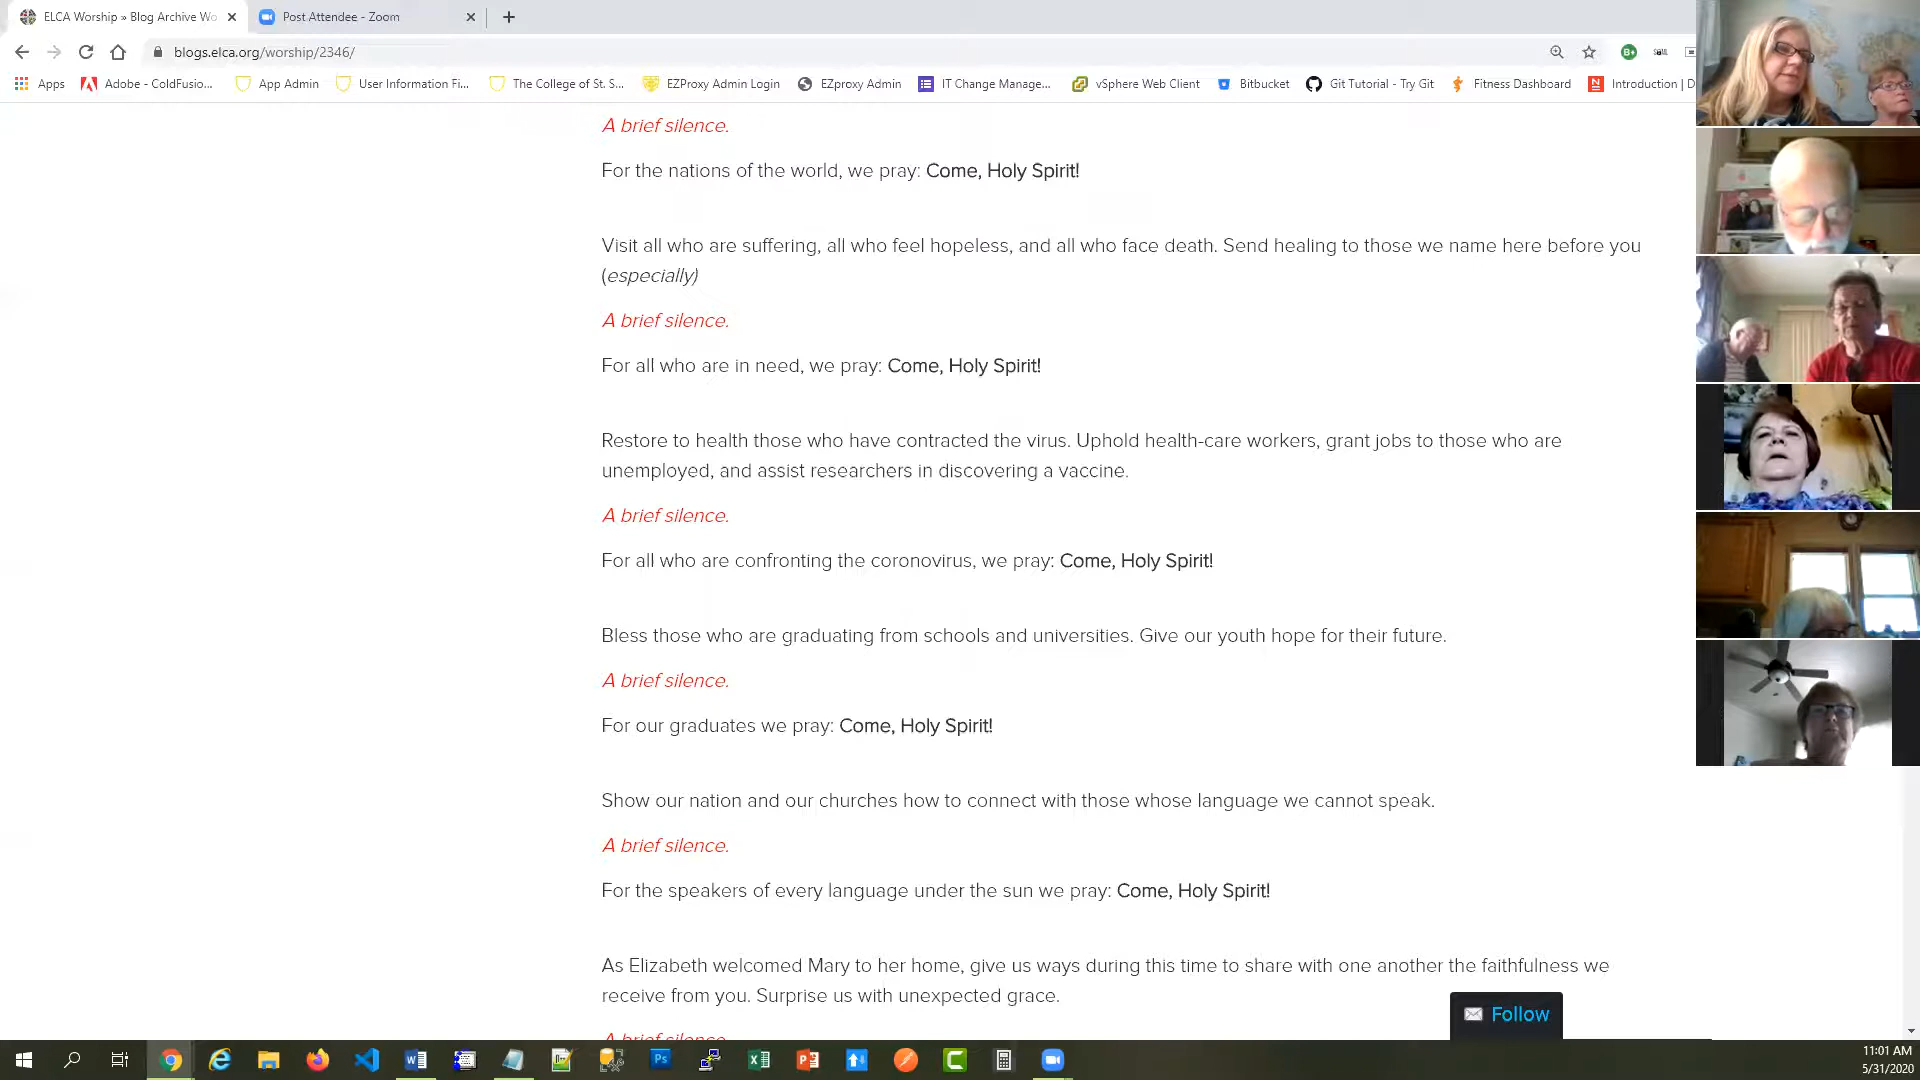 ELCA Worship » Blog Archive Wo
Post Attendee - Zoom
blogs.elca.org/worship/2346/
Apps
Adobe - ColdFusio...
App Admin
User Information Fi...
The College of St. S...
EZProxy Admin Login
EZproxy Admin
IT Change Manage...
vSphere Web Client
Bitbucket
Git Tutorial - Try Git
Fitness Dashboard
Introduction | D
A brief silence.
For the nations of the world, we pray: Come, Holy Spirit!
Visit all who are suffering, all who feel hopeless, and all who face death. Send healing to those we name here before you
(especially)
A brief silence.
For all who are in need, we pray: Come, Holy Spirit!
Restore to health those who have contracted the virus. Uphold health-care workers, grant jobs to those who are
unemployed, and assist researchers in discovering a vaccine.
A brief silence.
For all who are confronting the coronovirus, we pray: Come, Holy Spirit!
Bless those who are graduating from schools and universities. Give our youth hope for their future.
A brief silence.
For our graduates we pray: Come, Holy Spirit!
Show our nation and our churches how to connect with those whose language we cannot speak.
A brief silence.
For the speakers of every language under the sun we pray: Come, Holy Spirit!
As Elizabeth welcomed Mary to her home, give us ways during this time to share with one another the faithfulness we
receive from you. Surprise us with unexpected grace.
A brief silence.
Follow
11:01 AM
5/31/2020